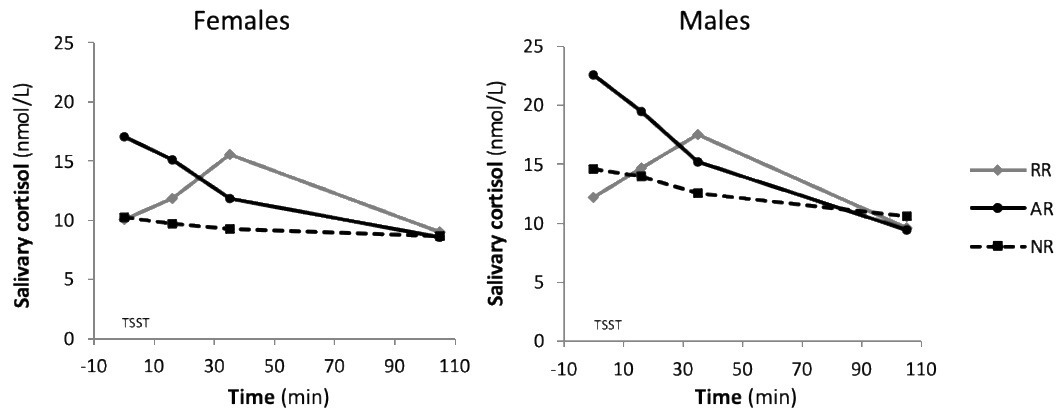 Females
25
20
15
10
5
0
Salivary cortisol (nmol/L)
TSST
-10 10 30 50 70 90 110
Time (min)
Males
25
20
15
10
5
0
Salivary cortisol (nmol/L)
TSST
-10 10 30 50 70 90 110
Time (min)
RR
AR
NR